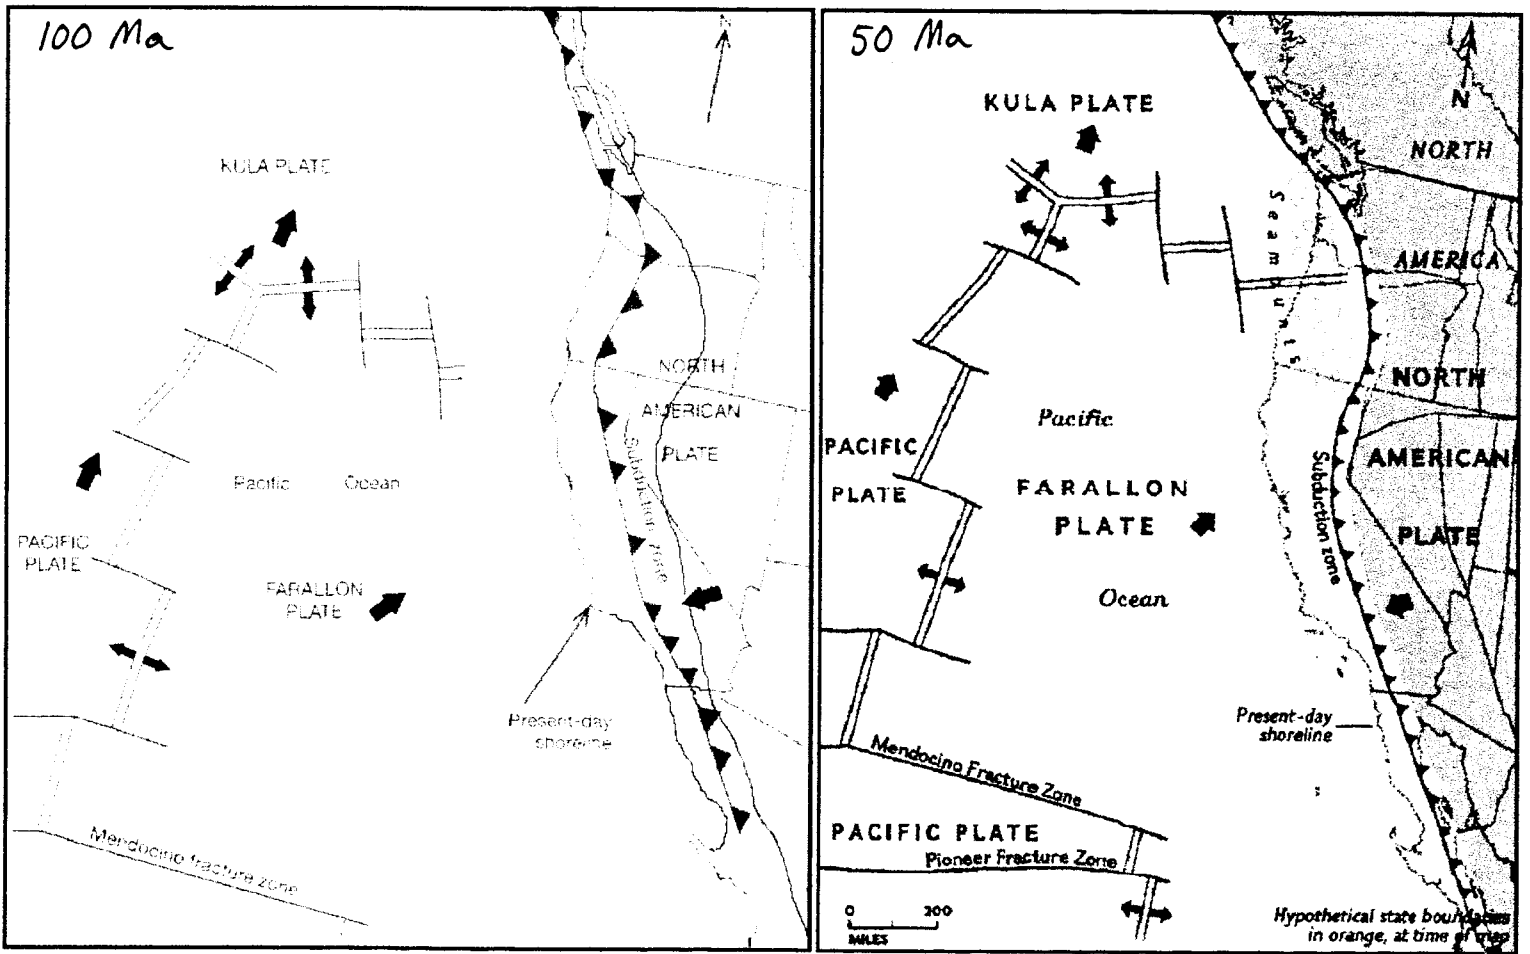 100 Ma
N
KULA PLATE
NORTH
AMERICAN
PLATE
Subduction zone
Pacific Ocean
PACIFIC
PLATE
FARALLON
PLATE
Present-day
shoreline
Mendocino fracture zone
50 Ma
N
KULA PLATE
NORTH
AMERICA
Seamounts
NORTH
AMERICAN
PLATE
Pacific
PACIFIC
PLATE
FARALLON
PLATE
Ocean
Subduction zone
Present-day
shoreline
Mendocino Fracture Zone
PACIFIC PLATE
Pioneer Fracture Zone
0 200
MILES
Hypothetical state boundaries
in orange, at time of map